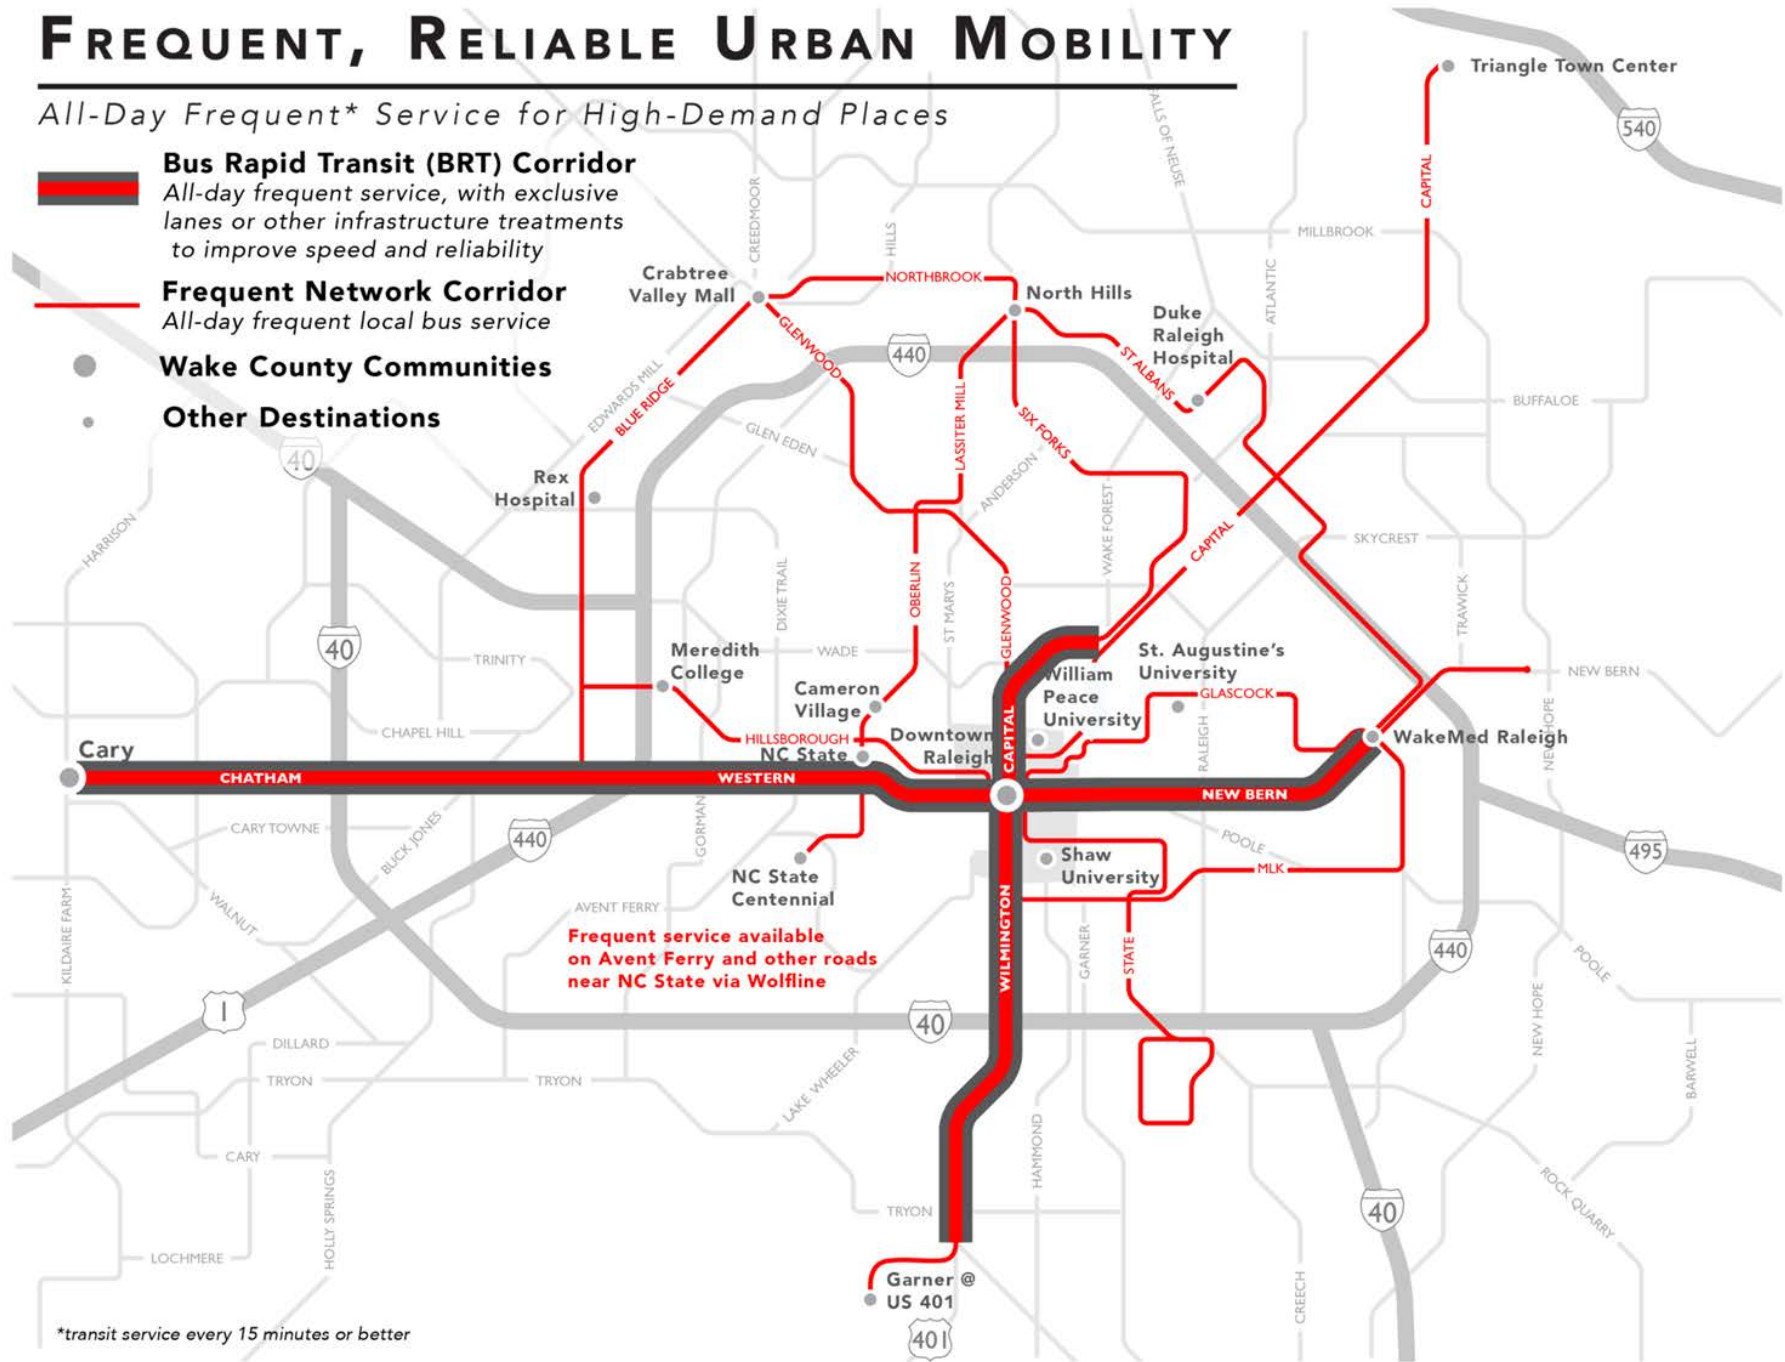 FREQUENT, RELIABLE URBAN MOBILITY
All-Day Frequent* Service for High-Demand Places
Bus Rapid Transit (BRT) Corridor
All-day frequent service, with exclusive
lanes or other infrastructure treatments
to improve speed and reliability
Frequent Network Corridor
All-day frequent local bus service
Wake County Communities
Other Destinations
Triangle Town Center
540
FALLS OF NEUSE
CAPITAL
CREEDMOOR
HILLS
MILLBROOK
ATLANTIC
Crabtree
Valley Mall
NORTHBROOK
North Hills
Duke
Raleigh
Hospital
GLENWOOD
440
ST ALBANS
EDWARDS MILL
BLUE RIDGE
LASSITER MILL
SIX FORKS
BUFFALOE
GLEN EDEN
40
Rex
Hospital
ANDERSON
HARRISON
WAKE FOREST
CAPITAL
SKYCREST
DIXIE TRAIL
OBERLIN
ST MARYS
GLENWOOD
TRAWICK
40
TRINITY
Meredith
College
WADE
St. Augustine's
University
William
Peace
University
GLASCOCK
NEW BERN
Cameron
Village
CHAPEL HILL
HILLSBOROUGH
NC State
Downtown
Raleigh
CAPITAL
RALEIGH
NEW HOPE
WakeMed Raleigh
Cary
CHATHAM
WESTERN
NEW BERN
CARY TOWNE
BUCK JONES
440
GORMAN
POOLE
495
NC State
Centennial
Shaw
University
MLK
KILDAIRE FARM
WALNUT
AVENT FERRY
Frequent service available
on Avent Ferry and other roads
near NC State via Wolfline
WILMINGTON
GARNER
STATE
440
POOLE
1
40
NEW HOPE
DILLARD
TRYON
TRYON
LAKE WHEELER
BARWELL
CARY
HOLLY SPRINGS
HAMMOND
ROCK QUARRY
TRYON
40
LOCHMERE
Garner @
US 401
CREECH
401
*transit service every 15 minutes or better